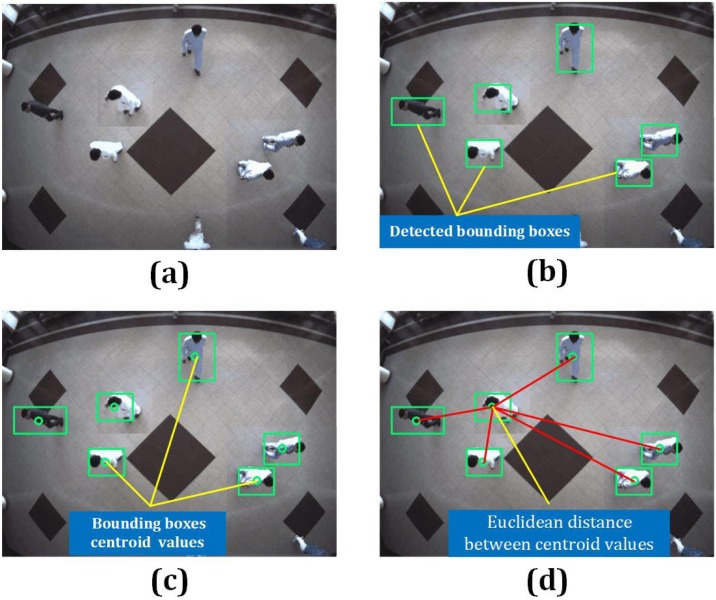 (a)
Detected bounding boxes
(b)
Bounding boxes
centroid values
(c)
Euclidean distance
between centroid values
(d)